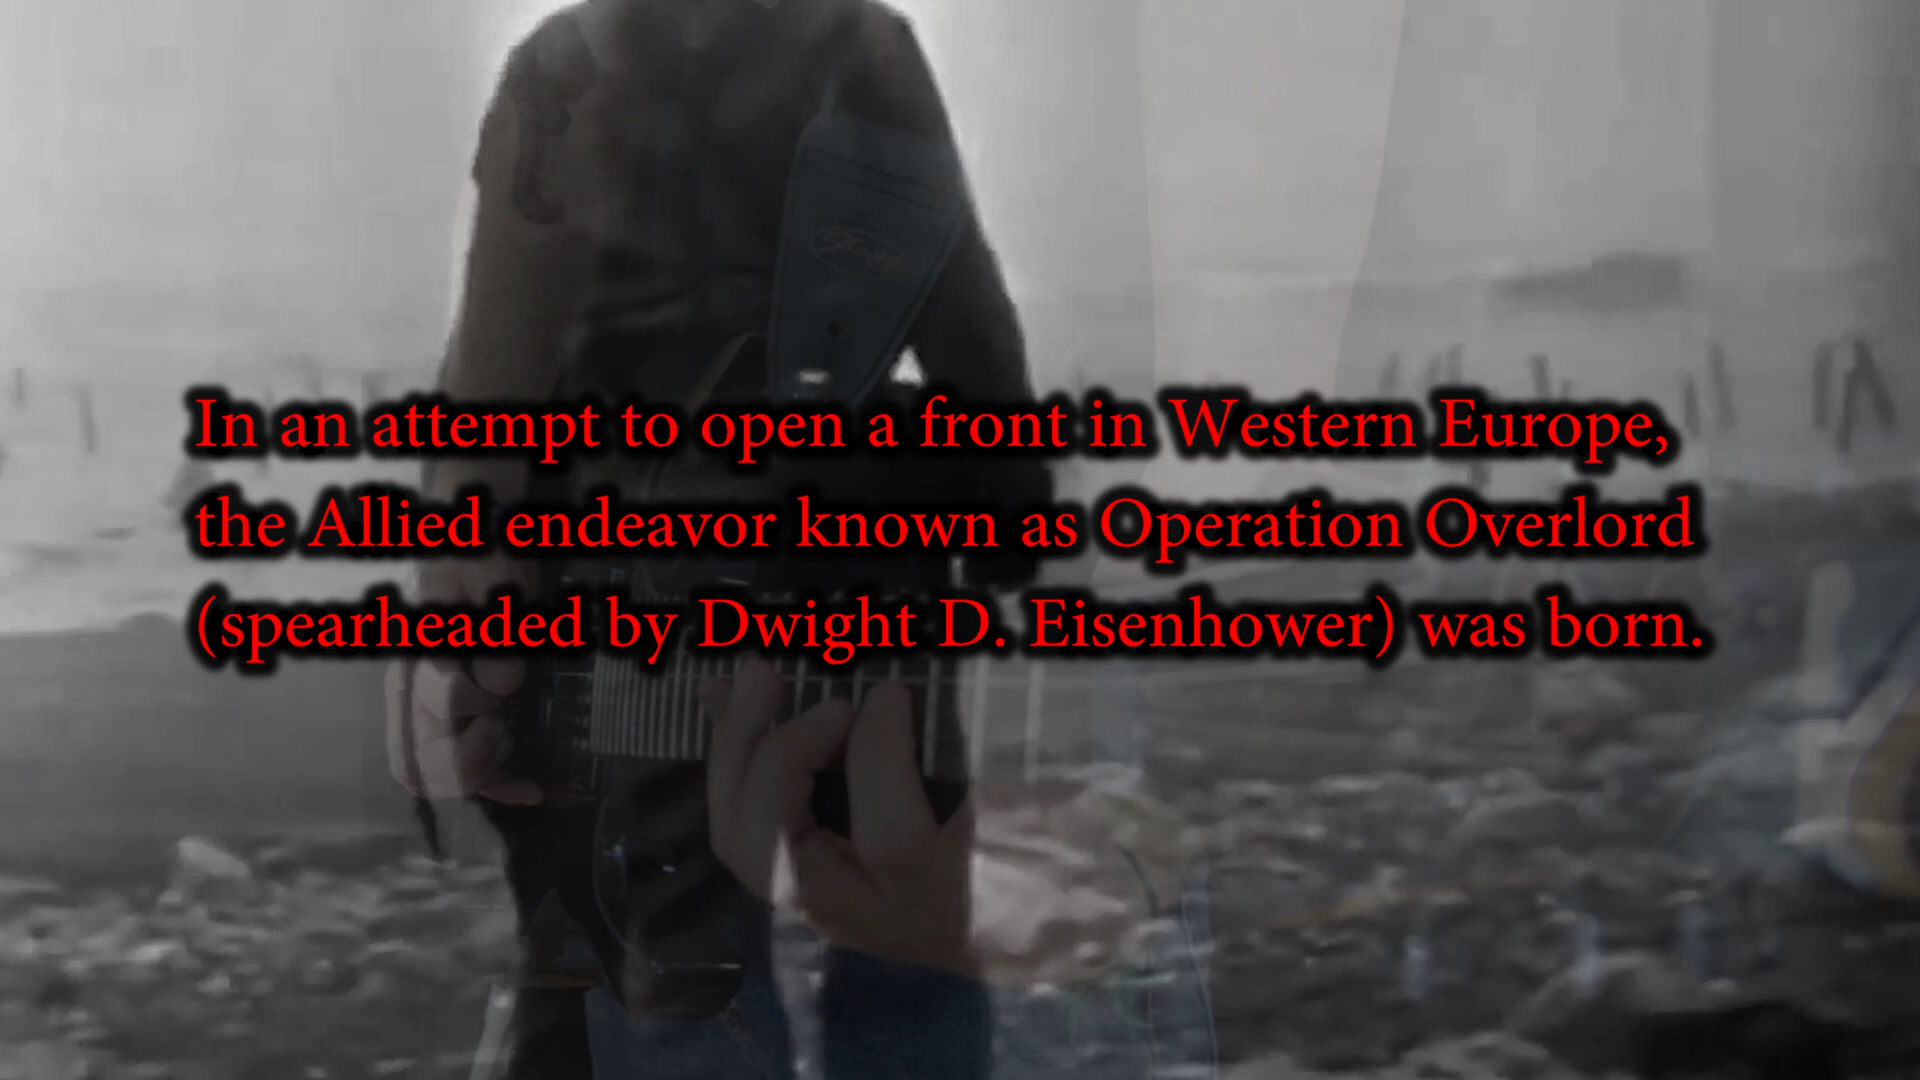 In an attempt to open a front in Western Europe,
the Allied endeavor known as Operation Overlord
(spearheaded by Dwight D. Eisenhower) was born.